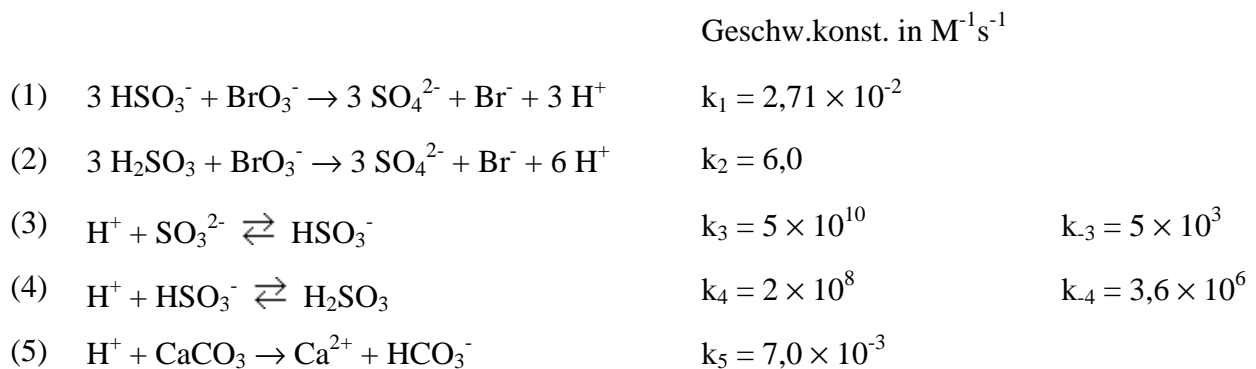 Geschw.konst. in M⁻¹s⁻¹
(1) 3 HSO₃⁻ + BrO₃⁻ → 3 SO₄²⁻ + Br⁻ + 3 H⁺ k₁ = 2,71 × 10⁻²
(2) 3 H₂SO₃ + BrO₃⁻ → 3 SO₄²⁻ + Br⁻ + 6 H⁺ k₂ = 6,0
(3) H⁺ + SO₃²⁻ ⇄ HSO₃⁻ k₃ = 5 × 10¹⁰ k₋₃ = 5 × 10³
(4) H⁺ + HSO₃⁻ ⇄ H₂SO₃ k₄ = 2 × 10⁸ k₋₄ = 3,6 × 10⁶
(5) H⁺ + CaCO₃ → Ca²⁺ + HCO₃⁻ k₅ = 7,0 × 10⁻³